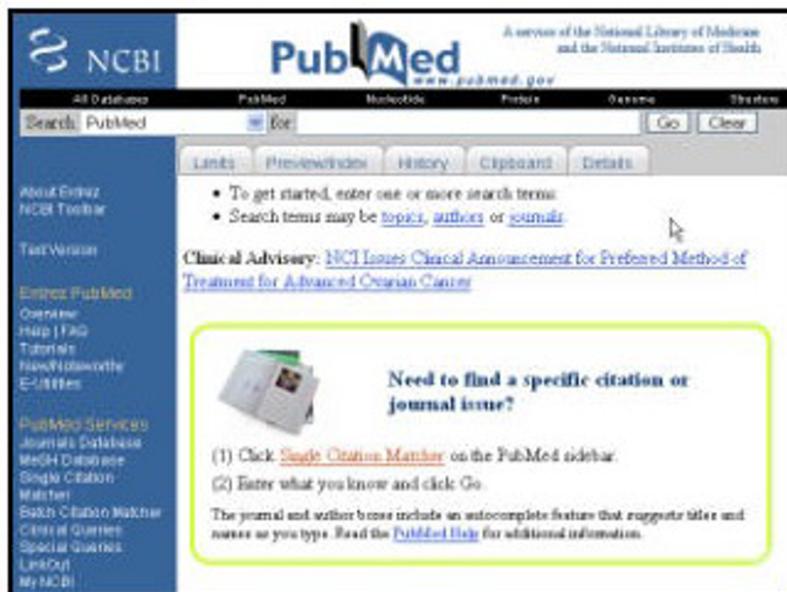 NCBI
PubMed
www.pubmed.gov
A service of the National Library of Medicine
and the National Institutes of Health
All Databases PubMed Nucleotide Protein Genome Structure
Search PubMed for Go Clear
Limits Preview/Index History Clipboard Details
About Entrez
NCBI Toolbar
Text Version
Entrez PubMed
Overview
Help | FAQ
Tutorials
New/Noteworthy
E-Utilities
PubMed Services
Journals Database
MeSH Database
Single Citation
Matcher
Batch Citation Matcher
Clinical Queries
Special Queries
LinkOut
My NCBI
• To get started, enter one or more search terms.
• Search terms may be topics, authors or journals.
Clinical Advisory: NCI Issues Clinical Announcement for Preferred Method of
Treatment for Advanced Ovarian Cancer
Need to find a specific citation or
journal issue?
(1) Click Single Citation Matcher on the PubMed sidebar.
(2) Enter what you know and click Go.
The journal and author boxes include an autocomplete feature that suggests titles and
names as you type. Read the PubMed Help for additional information.